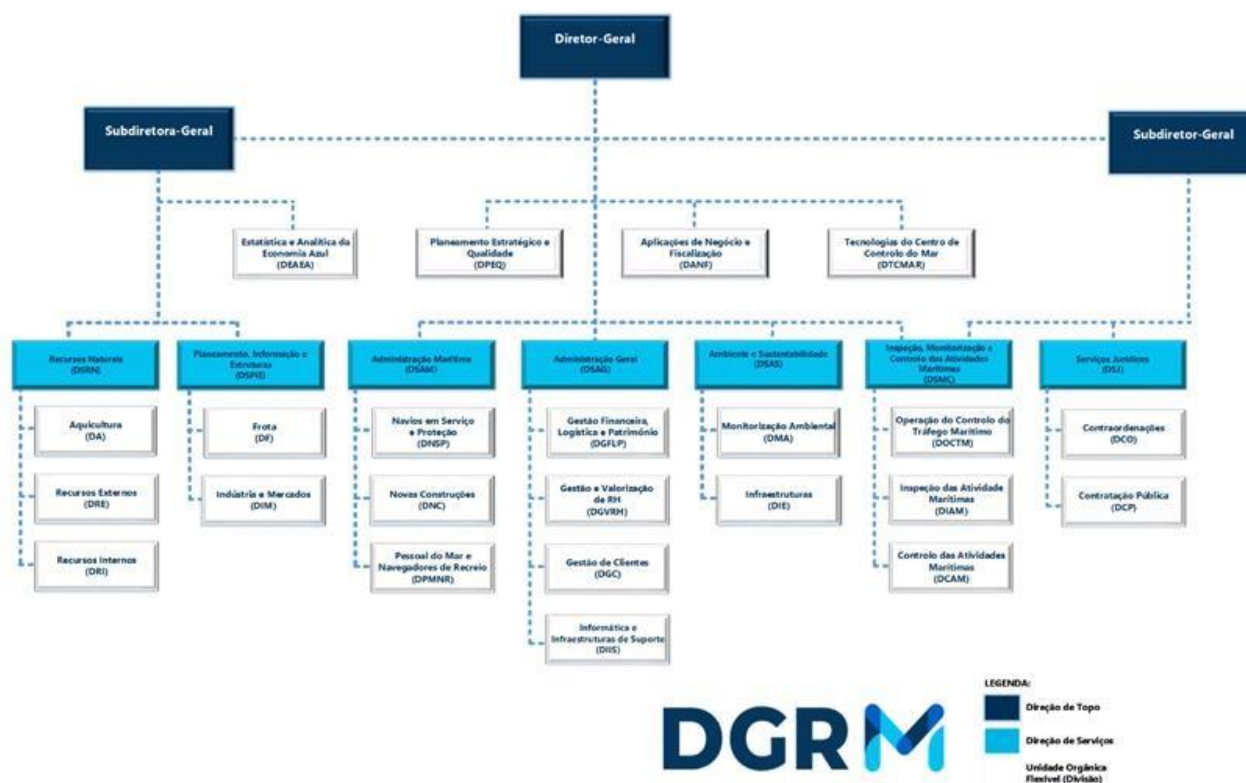 Diretor-Geral
Subdiretora-Geral
Subdiretor-Geral
Estatística e Analítica da
Economia Azul
(DEAEA)
Planeamento Estratégico e
Qualidade
(DPEQ)
Aplicações de Negócio e
Fiscalização
(DANF)
Tecnologias do Centro de
Controlo do Mar
(DTCMAR)
Recursos Naturais
(DSRN)
Planeamento, Informação e
Estruturas
(DSPIE)
Administração Marítima
(DSAM)
Administração Geral
(DSAG)
Ambiente e Sustentabilidade
(DSAS)
Inspeção, Monitorização e
Controlo das Atividades
Marítimas
(DSMC)
Serviços Jurídicos
(DSJ)
Aquicultura
(DA)
Recursos Externos
(DRE)
Recursos Internos
(DRI)
Frota
(DF)
Indústria e Mercados
(DIM)
Navios em Serviço
e Proteção
(DNSP)
Novas Construções
(DNC)
Pessoal do Mar e
Navegadores de Recreio
(DPMNR)
Gestão Financeira,
Logística e Património
(DGFLP)
Gestão e Valorização
de RH
(DGVRH)
Gestão de Clientes
(DGC)
Informática e
Infraestruturas de Suporte
(DIIS)
Monitorização Ambiental
(DMA)
Infraestruturas
(DIE)
Operação do Controlo do
Tráfego Marítimo
(DOCTM)
Inspeção das Atividade
Marítimas
(DIAM)
Controlo das Atividades
Marítimas
(DCAM)
Contraordenações
(DCO)
Contratação Pública
(DCP)
DGRM
LEGENDA:
Direção de Topo
Direção de Serviços
Unidade Orgânica
Flexível (Divisão)